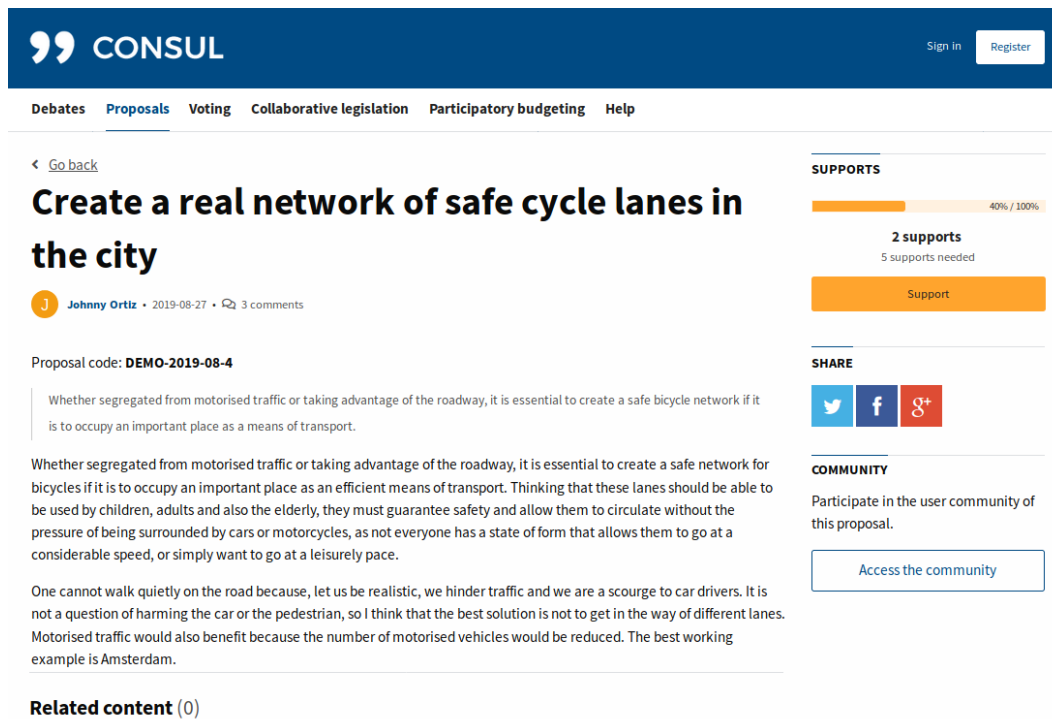 CONSUL
Sign in
Register
Debates
Proposals
Voting
Collaborative legislation
Participatory budgeting
Help
Go back
Create a real network of safe cycle lanes in
the city
J
Johnny Ortiz • 2019-08-27 • 3 comments
Proposal code: DEMO-2019-08-4
Whether segregated from motorised traffic or taking advantage of the roadway, it is essential to create a safe bicycle network if it
is to occupy an important place as a means of transport.
Whether segregated from motorised traffic or taking advantage of the roadway, it is essential to create a safe network for
bicycles if it is to occupy an important place as an efficient means of transport. Thinking that these lanes should be able to
be used by children, adults and also the elderly, they must guarantee safety and allow them to circulate without the
pressure of being surrounded by cars or motorcycles, as not everyone has a state of form that allows them to go at a
considerable speed, or simply want to go at a leisurely pace.
One cannot walk quietly on the road because, let us be realistic, we hinder traffic and we are a scourge to car drivers. It is
not a question of harming the car or the pedestrian, so I think that the best solution is not to get in the way of different lanes.
Motorised traffic would also benefit because the number of motorised vehicles would be reduced. The best working
example is Amsterdam.
Related content (0)
SUPPORTS
40% / 100%
2 supports
5 supports needed
Support
SHARE
f
g+
COMMUNITY
Participate in the user community of
this proposal.
Access the community